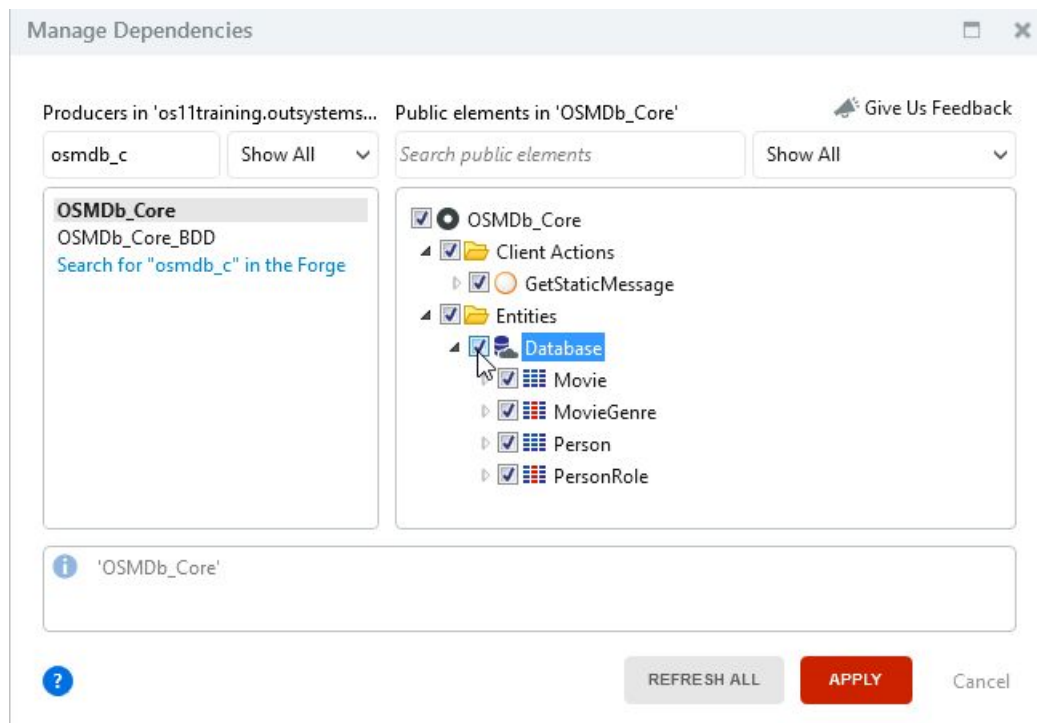 Manage Dependencies
Give Us Feedback
Producers in 'os11training.outsystems... Public elements in 'OSMDb_Core'
osmdb_c Show All Search public elements Show All
OSMDb_Core
OSMDb_Core_BDD
Search for "osmdb_c" in the Forge
OSMDb_Core
Client Actions
GetStaticMessage
Entities
Database
Movie
MovieGenre
Person
PersonRole
'OSMDb_Core'
? REFRESH ALL APPLY Cancel